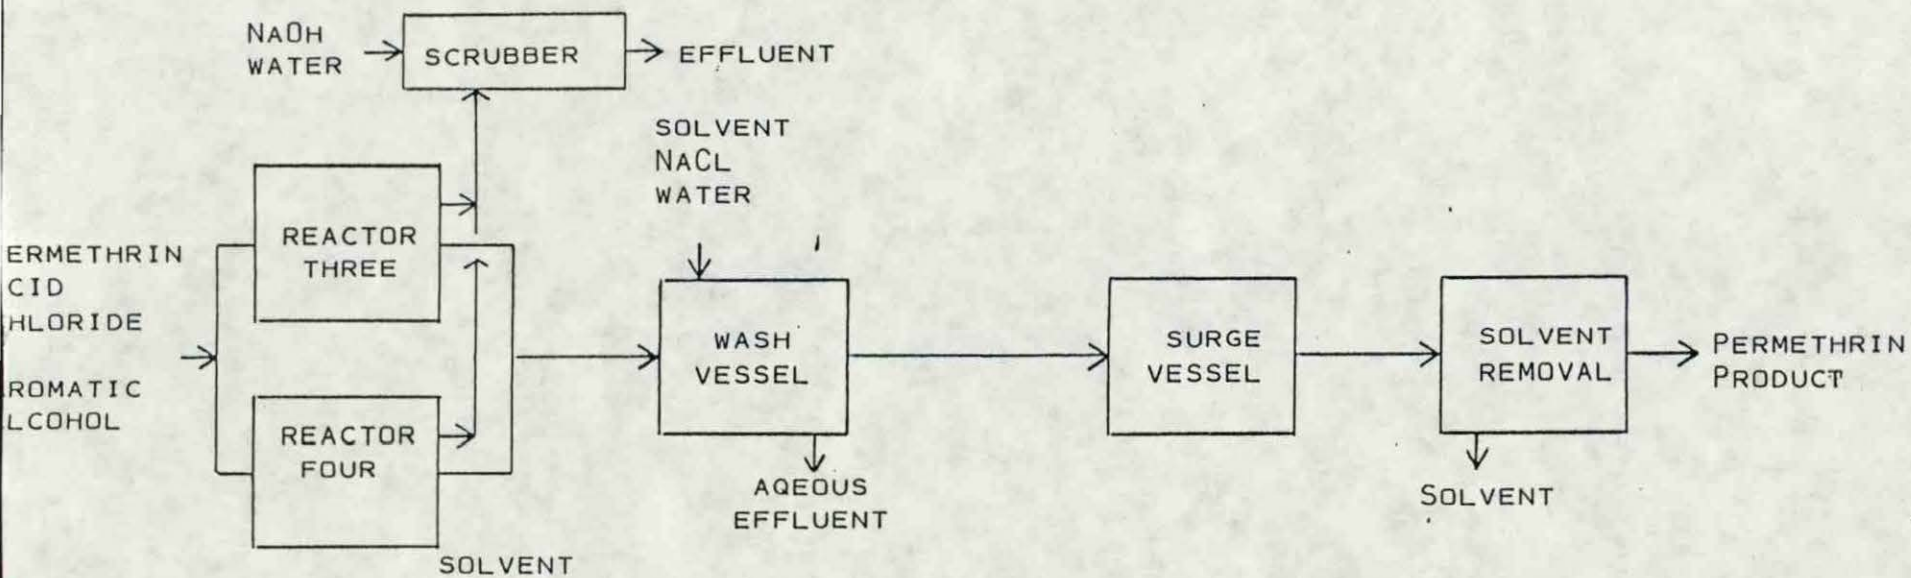 NAOH
WATER
SCRUBBER
EFFLUENT
SOLVENT
NACL
WATER
REACTOR
THREE
ERMETHRIN
CID
HLORIDE
ROMATIC
LCOHOL
REACTOR
FOUR
SOLVENT
WASH
VESSEL
AQEOUS
EFFLUENT
SURGE
VESSEL
SOLVENT
REMOVAL
SOLVENT
PERMETHRIN
PRODUCT